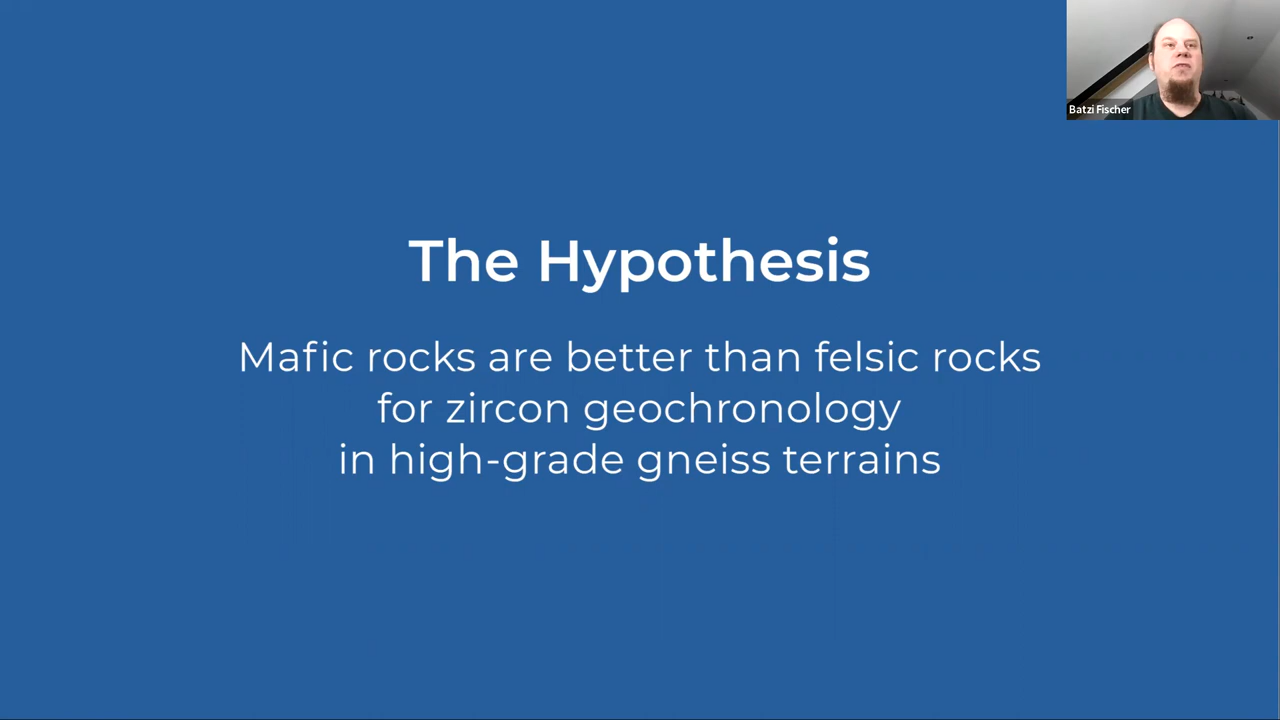 Batzi Fischer
The Hypothesis
Mafic rocks are better than felsic rocks
for zircon geochronology
in high-grade gneiss terrains